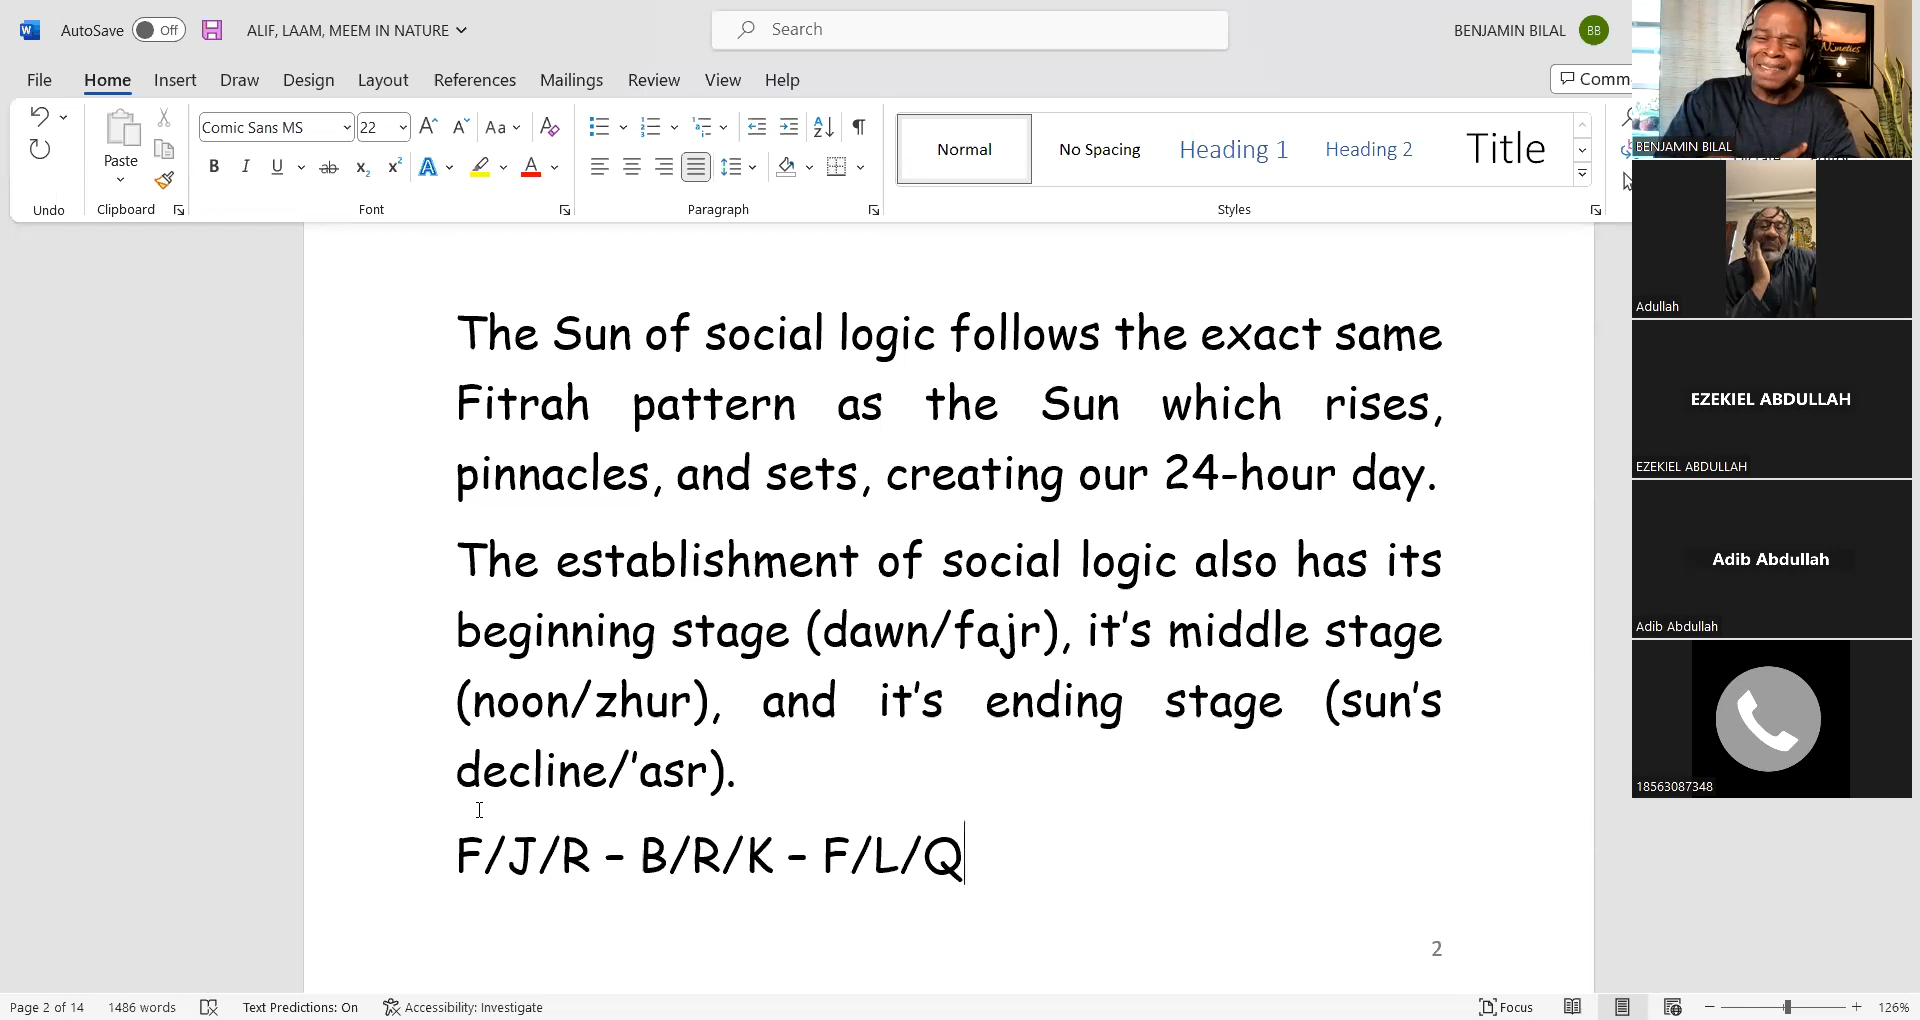 AutoSave Off ALIF, LAAM, MEEM IN NATURE Search BENJAMIN BILAL BB
File Home Insert Draw Design Layout References Mailings Review View Help Comm
Comic Sans MS 22 Aa
Paste B I U ab x₂ x² A A
Normal No Spacing Heading 1 Heading 2 Title
Undo Clipboard Font Paragraph Styles
The Sun of social logic follows the exact same
Fitrah pattern as the Sun which rises,
pinnacles, and sets, creating our 24-hour day.
The establishment of social logic also has its
beginning stage (dawn/fajr), it’s middle stage
(noon/zhur), and it’s ending stage (sun’s
decline/’asr).
F/J/R – B/R/K – F/L/Q
2
BENJAMIN BILAL
Adullah
EZEKIEL ABDULLAH
EZEKIEL ABDULLAH
Adib Abdullah
Adib Abdullah
18563087348
Page 2 of 14 1486 words Text Predictions: On Accessibility: Investigate Focus 126%